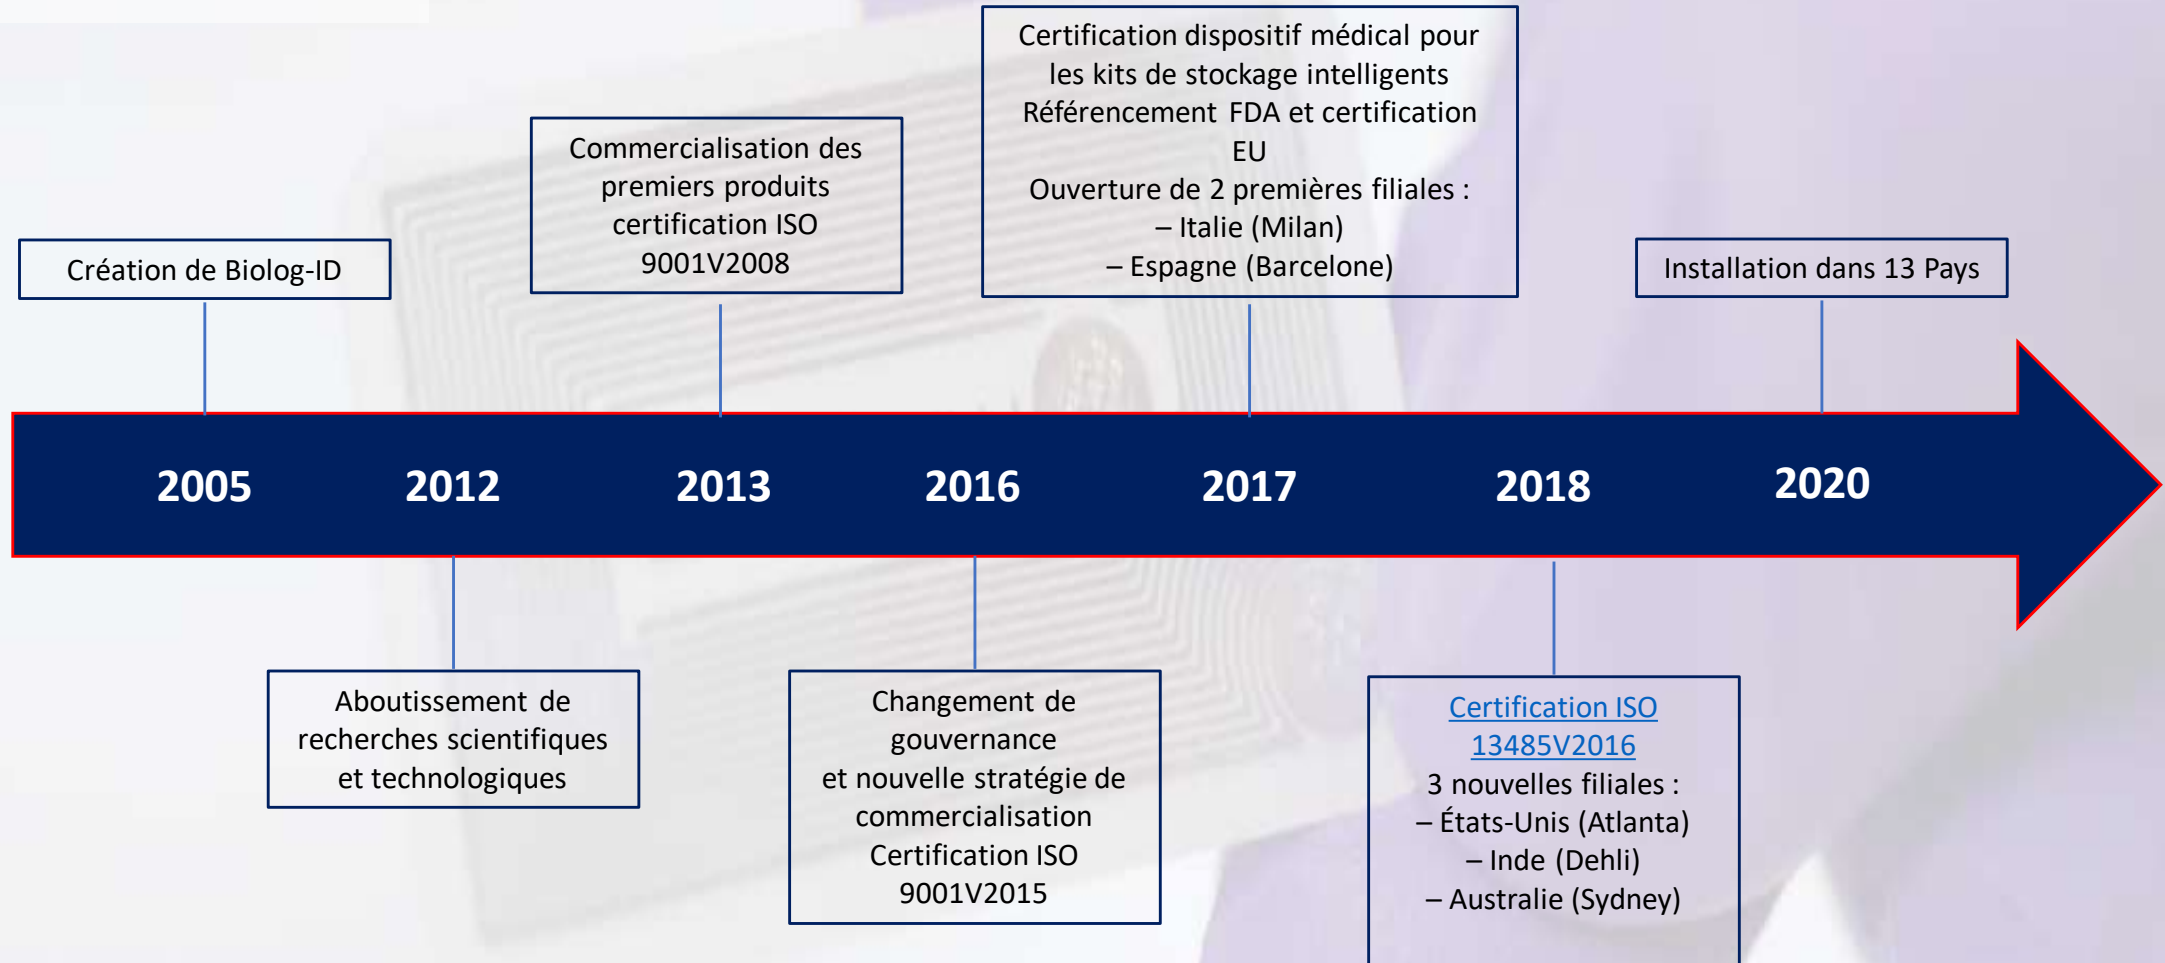 Création de Biolog-ID
Commercialisation des
premiers produits
certification ISO
9001V2008
Certification dispositif médical pour
les kits de stockage intelligents
Référencement FDA et certification
EU
Ouverture de 2 premières filiales :
– Italie (Milan)
– Espagne (Barcelone)
Installation dans 13 Pays
2005
2012
2013
2016
2017
2018
2020
Aboutissement de
recherches scientifiques
et technologiques
Changement de
gouvernance
et nouvelle stratégie de
commercialisation
Certification ISO
9001V2015
Certification ISO
13485V2016
3 nouvelles filiales :
– États-Unis (Atlanta)
– Inde (Dehli)
– Australie (Sydney)